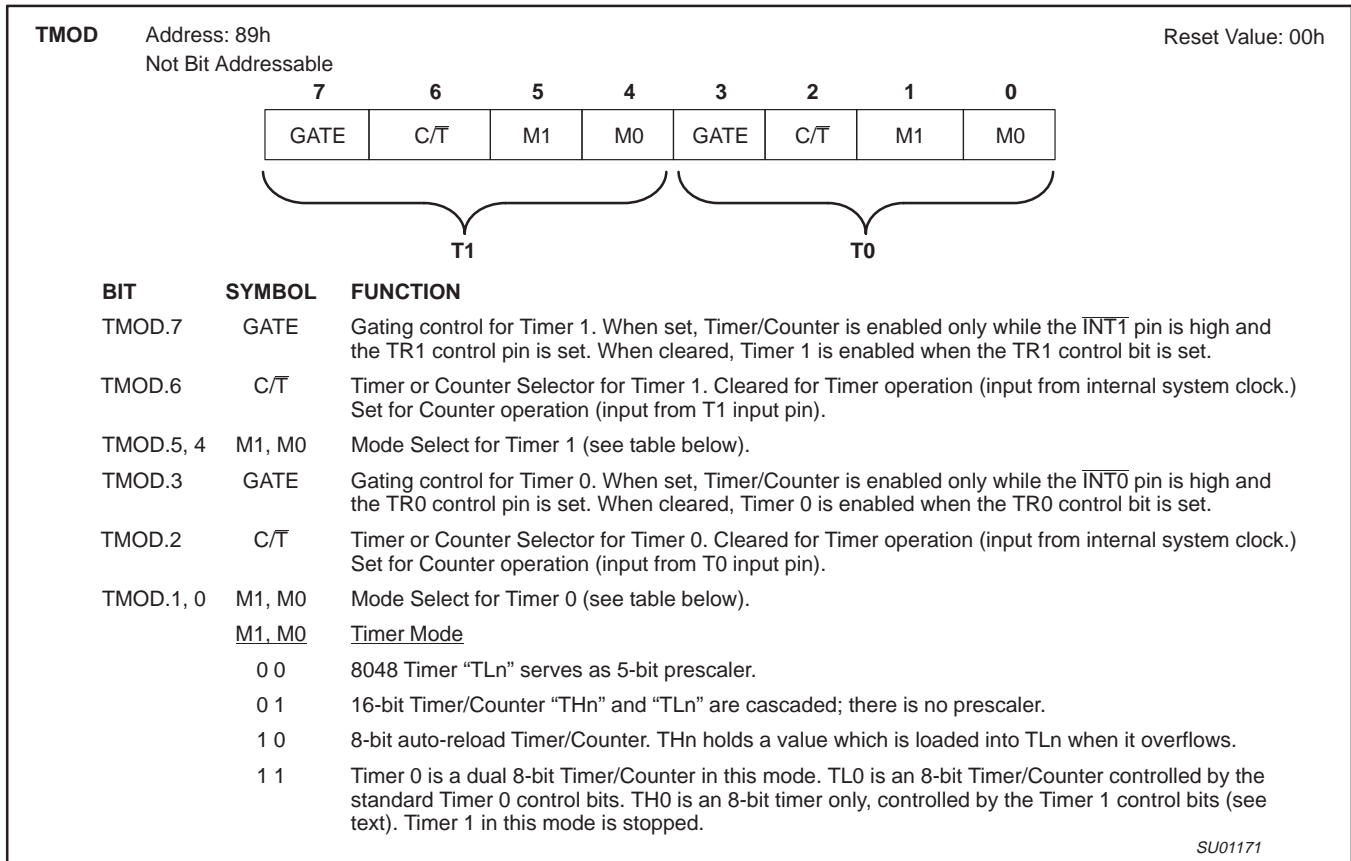 TMOD Address: 89h Reset Value: 00h
Not Bit Addressable
7 6 5 4 3 2 1 0
GATE C/T̅ M1 M0 GATE C/T̅ M1 M0
T1 T0
BIT SYMBOL FUNCTION
TMOD.7 GATE Gating control for Timer 1. When set, Timer/Counter is enabled only while the I̅N̅T̅1̅ pin is high and
the TR1 control pin is set. When cleared, Timer 1 is enabled when the TR1 control bit is set.
TMOD.6 C/T̅ Timer or Counter Selector for Timer 1. Cleared for Timer operation (input from internal system clock.)
Set for Counter operation (input from T1 input pin).
TMOD.5, 4 M1, M0 Mode Select for Timer 1 (see table below).
TMOD.3 GATE Gating control for Timer 0. When set, Timer/Counter is enabled only while the I̅N̅T̅0̅ pin is high and
the TR0 control pin is set. When cleared, Timer 0 is enabled when the TR0 control bit is set.
TMOD.2 C/T̅ Timer or Counter Selector for Timer 0. Cleared for Timer operation (input from internal system clock.)
Set for Counter operation (input from T0 input pin).
TMOD.1, 0 M1, M0 Mode Select for Timer 0 (see table below).
M1, M0 Timer Mode
0 0 8048 Timer “TLn” serves as 5-bit prescaler.
0 1 16-bit Timer/Counter “THn” and “TLn” are cascaded; there is no prescaler.
1 0 8-bit auto-reload Timer/Counter. THn holds a value which is loaded into TLn when it overflows.
1 1 Timer 0 is a dual 8-bit Timer/Counter in this mode. TL0 is an 8-bit Timer/Counter controlled by the
standard Timer 0 control bits. TH0 is an 8-bit timer only, controlled by the Timer 1 control bits (see
text). Timer 1 in this mode is stopped.
SU01171